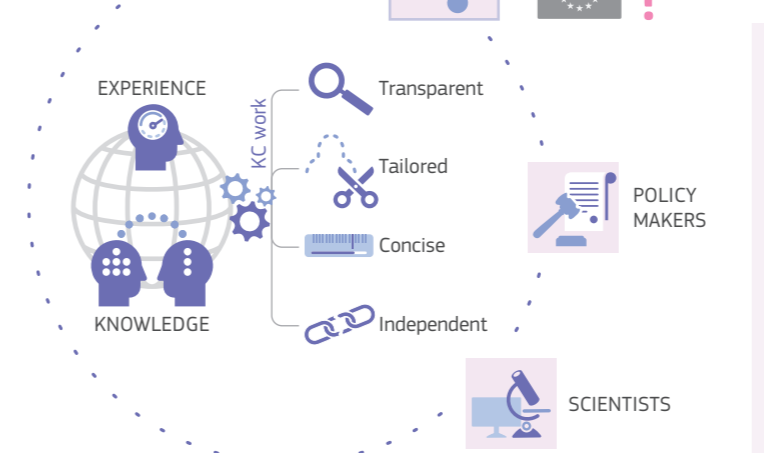 EXPERIENCE
KNOWLEDGE
KC work
Transparent
Tailored
Concise
Independent
POLICY
MAKERS
SCIENTISTS